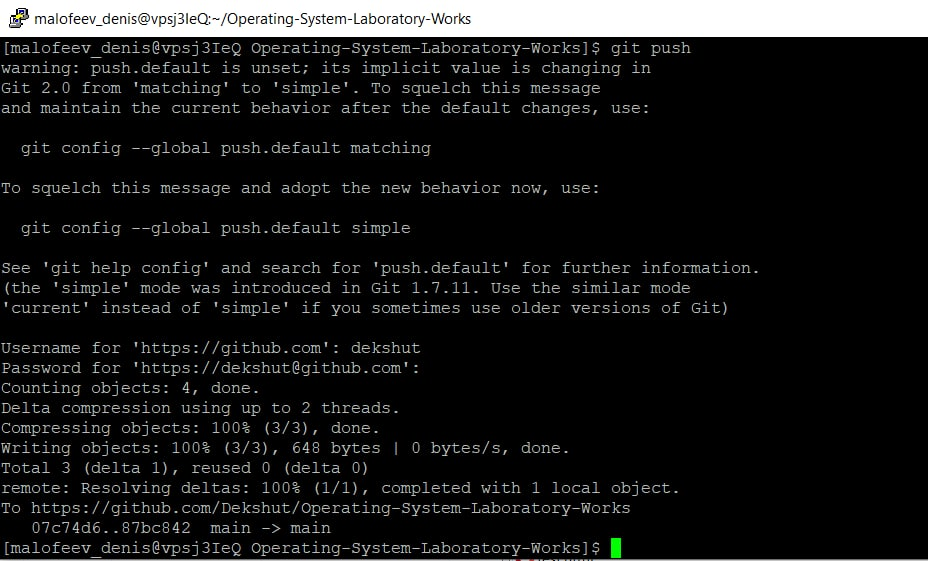 malofeev_denis@vpsj3IeQ:~/Operating-System-Laboratory-Works
[malofeev_denis@vpsj3IeQ Operating-System-Laboratory-Works]$ git push
warning: push.default is unset; its implicit value is changing in
Git 2.0 from 'matching' to 'simple'. To squelch this message
and maintain the current behavior after the default changes, use:
git config --global push.default matching
To squelch this message and adopt the new behavior now, use:
git config --global push.default simple
See 'git help config' and search for 'push.default' for further information.
(the 'simple' mode was introduced in Git 1.7.11. Use the similar mode
'current' instead of 'simple' if you sometimes use older versions of Git)
Username for 'https://github.com': dekshut
Password for 'https://dekshut@github.com':
Counting objects: 4, done.
Delta compression using up to 2 threads.
Compressing objects: 100% (3/3), done.
Writing objects: 100% (3/3), 648 bytes | 0 bytes/s, done.
Total 3 (delta 1), reused 0 (delta 0)
remote: Resolving deltas: 100% (1/1), completed with 1 local object.
To https://github.com/Dekshut/Operating-System-Laboratory-Works
07c74d6..87bc842  main -> main
[malofeev_denis@vpsj3IeQ Operating-System-Laboratory-Works]$